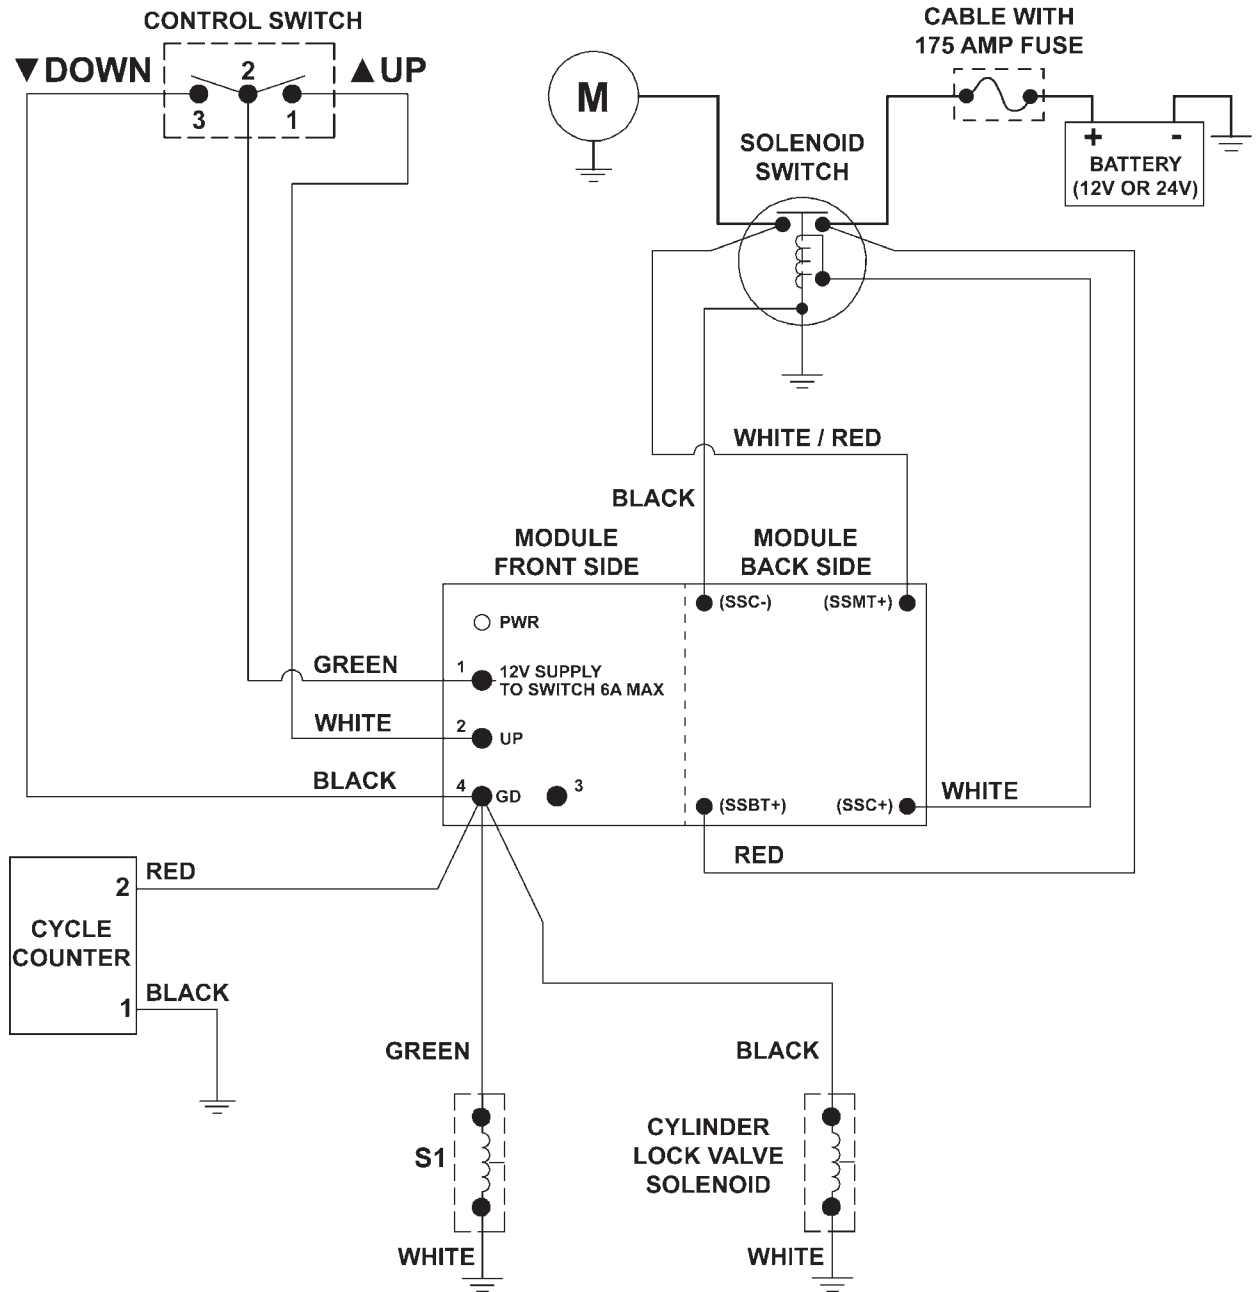 CONTROL SWITCH
▼DOWN
2
▲UP
3
1
CABLE WITH
175 AMP FUSE
M
SOLENOID
SWITCH
+
-
BATTERY
(12V OR 24V)
WHITE / RED
BLACK
MODULE
FRONT SIDE
MODULE
BACK SIDE
(SSC-)
(SSMT+)
PWR
GREEN
1
12V SUPPLY
TO SWITCH 6A MAX
WHITE
2
UP
BLACK
4
GD
3
(SSBT+)
(SSC+)
WHITE
RED
2
RED
CYCLE
COUNTER
1
BLACK
GREEN
BLACK
S1
CYLINDER
LOCK VALVE
SOLENOID
WHITE
WHITE